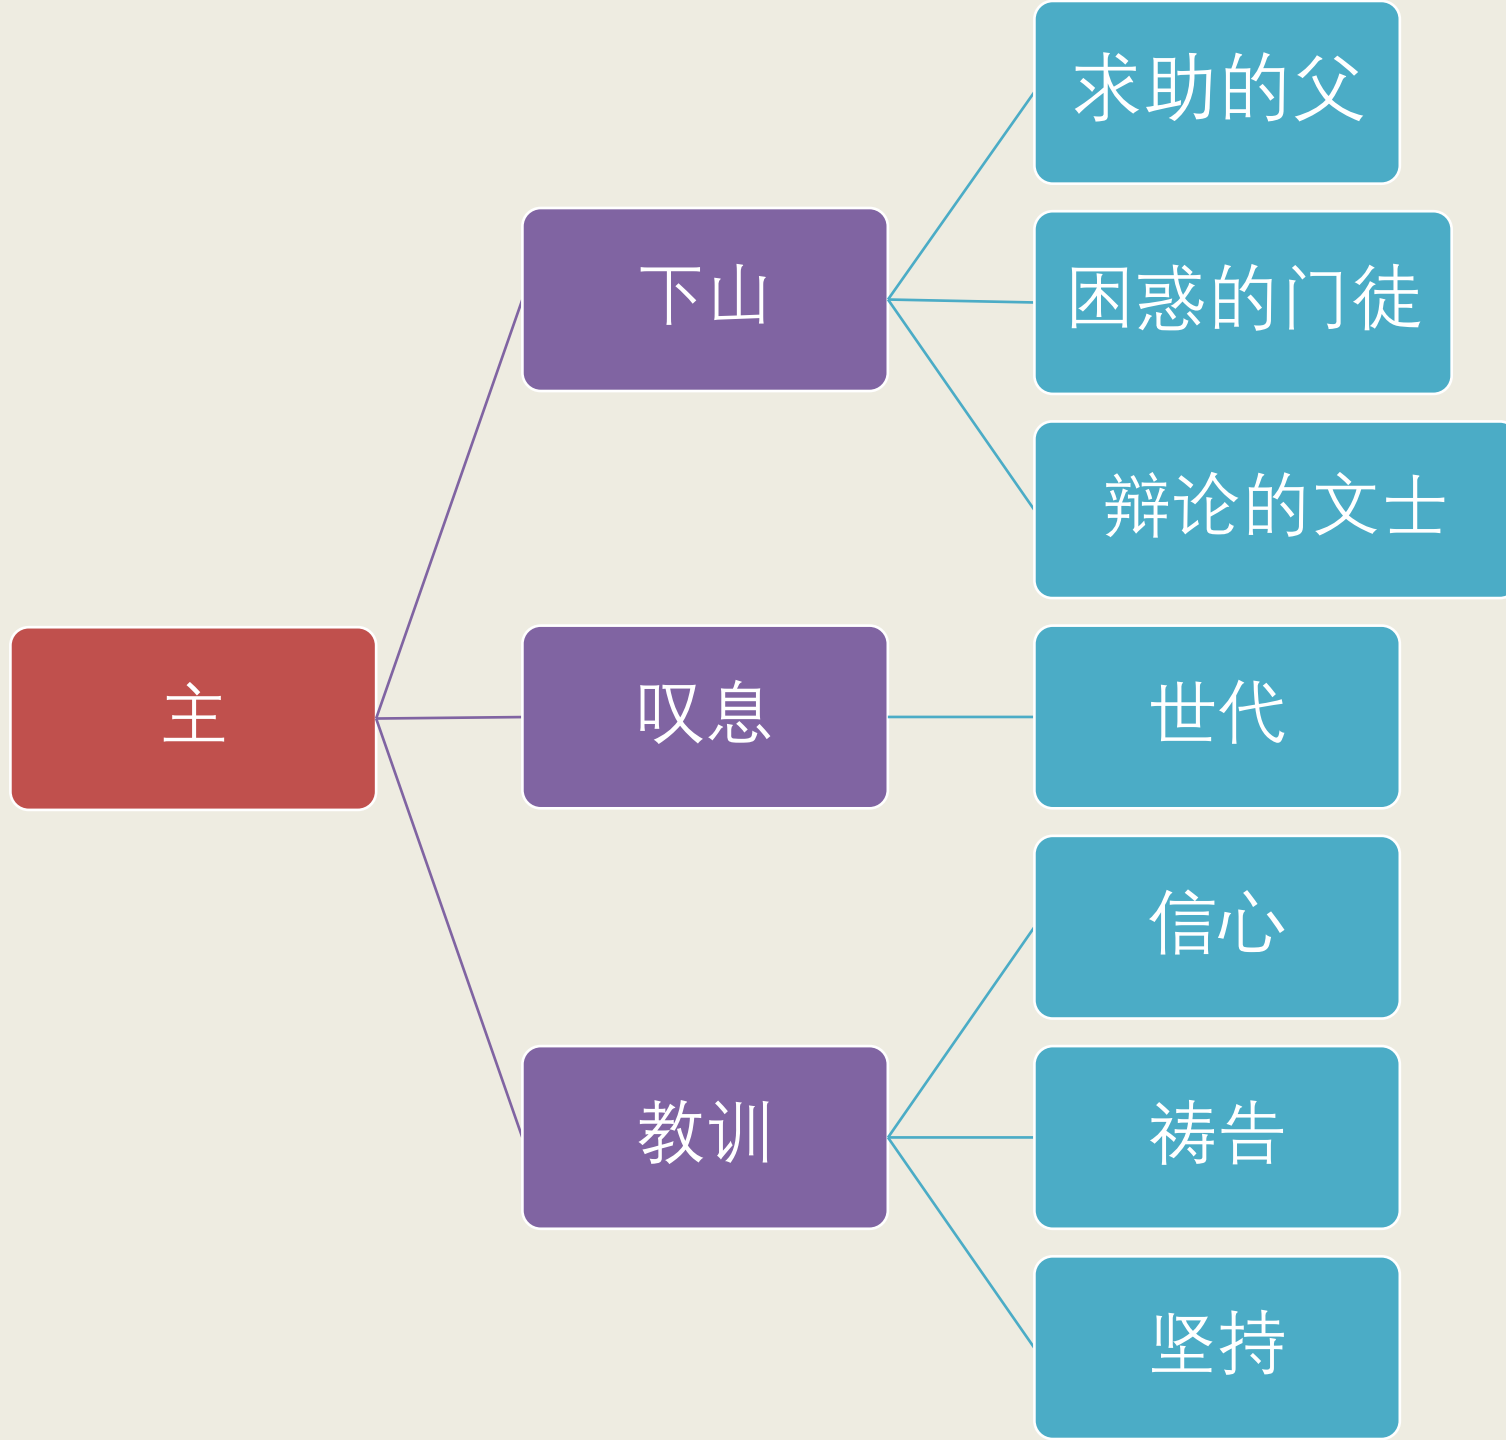 主
下山
求助的父
困惑的门徒
辩论的文士
叹息
世代
教训
信心
祷告
坚持